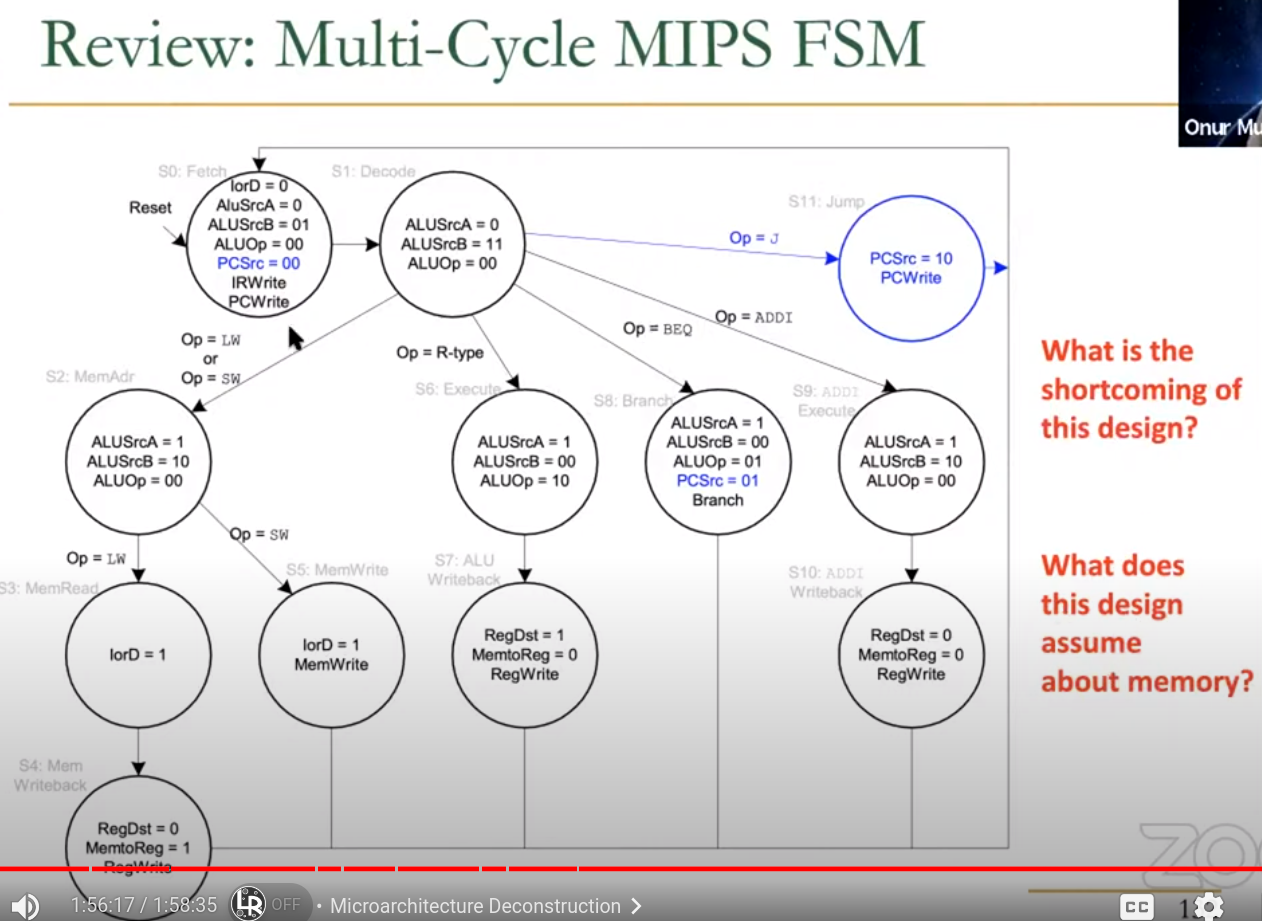 Review: Multi-Cycle MIPS FSM
Onur
S0: Fetch
S1: Decode
Reset
IorD = 0
AluSrcA = 0
ALUSrcB = 01
ALUOp = 00
PCSrc = 00
IRWrite
PCWrite
ALUSrcA = 0
ALUSrcB = 11
ALUOp = 00
S11: Jump
Op = J
PCSrc = 10
PCWrite
Op = LW
or
Op = SW
Op = R-type
Op = BEQ
Op = ADDI
S2: MemAdr
ALUSrcA = 1
ALUSrcB = 10
ALUOp = 00
S6: Execute
ALUSrcA = 1
ALUSrcB = 00
ALUOp = 10
S8: Branch
ALUSrcA = 1
ALUSrcB = 00
ALUOp = 01
PCSrc = 01
Branch
S9: ADDI
Execute
ALUSrcA = 1
ALUSrcB = 10
ALUOp = 00
What is the
shortcoming of
this design?
Op = LW
Op = SW
S3: MemRead
IorD = 1
S5: MemWrite
IorD = 1
MemWrite
S7: ALU
Writeback
RegDst = 1
MemtoReg = 0
RegWrite
S10: ADDI
Writeback
RegDst = 0
MemtoReg = 0
RegWrite
What does
this design
assume
about memory?
S4: Mem
Writeback
RegDst = 0
MemtoReg = 1
RegWrite
1:56:17 / 1:58:35
LR
OFF
• Microarchitecture Deconstruction >
CC